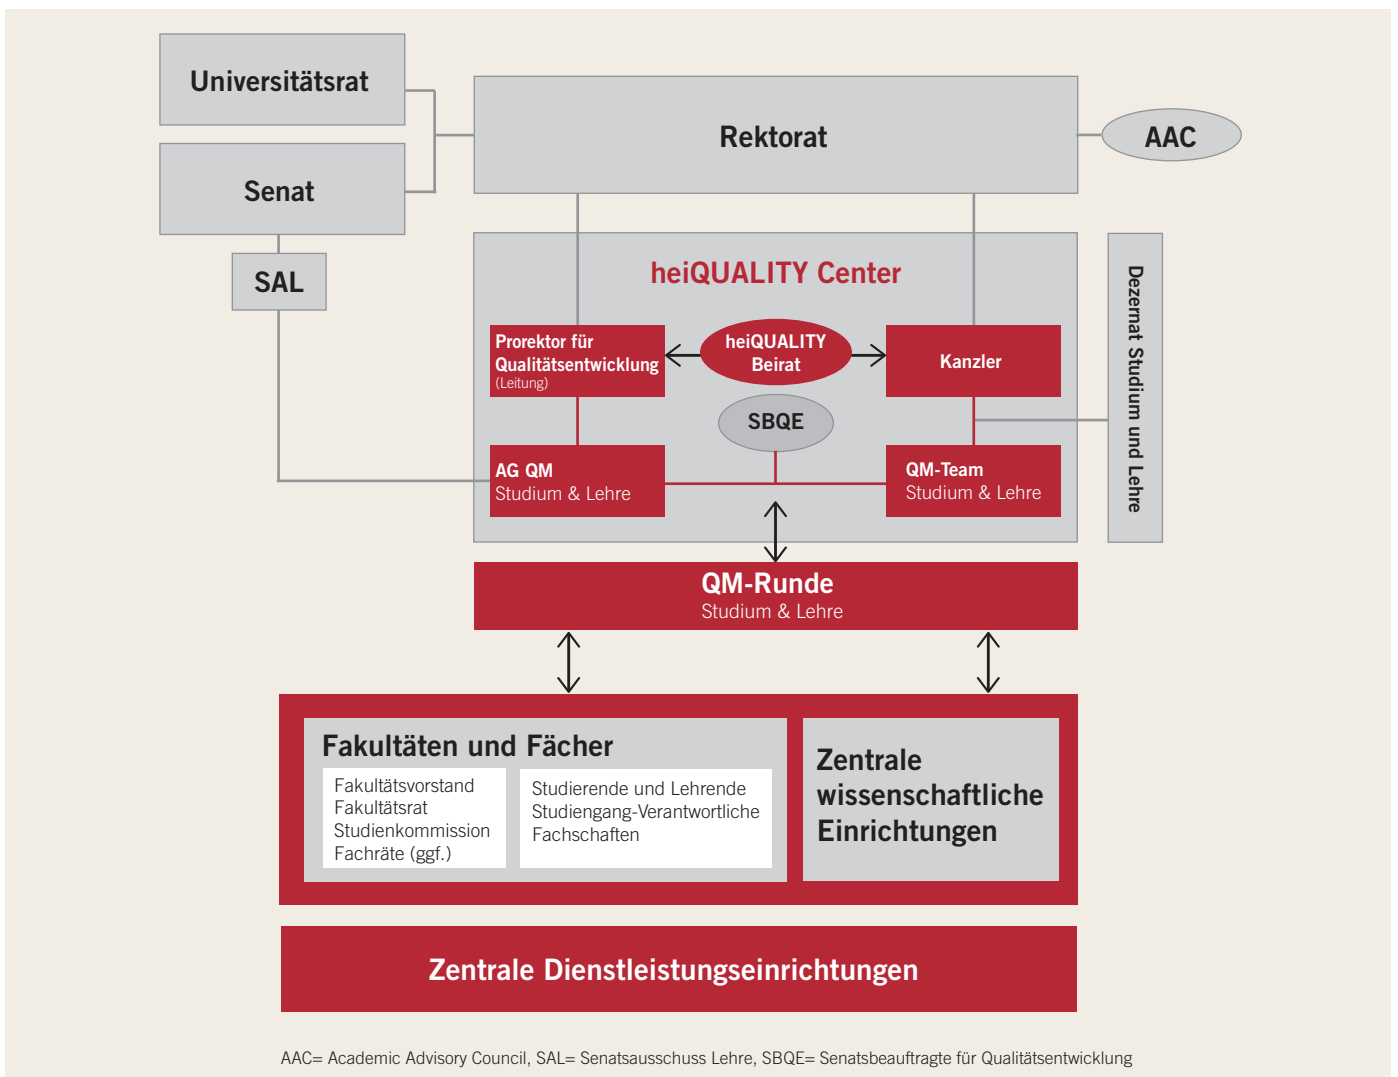 Universitätsrat
Senat
SAL
Rektorat
AAC
heiQUALITY Center
Prorektor für
Qualitätsentwicklung
(Leitung)
heiQUALITY
Beirat
Kanzler
SBQE
AG QM
Studium & Lehre
QM-Team
Studium & Lehre
Dezernat Studium und Lehre
QM-Runde
Studium & Lehre
Fakultäten und Fächer
Fakultätsvorstand
Fakultätsrat
Studienkommission
Fachräte (ggf.)
Studierende und Lehrende
Studiengang-Verantwortliche
Fachschaften
Zentrale
wissenschaftliche
Einrichtungen
Zentrale Dienstleistungseinrichtungen
AAC= Academic Advisory Council, SAL= Senatsausschuss Lehre, SBQE= Senatsbeauftragte für Qualitätsentwicklung